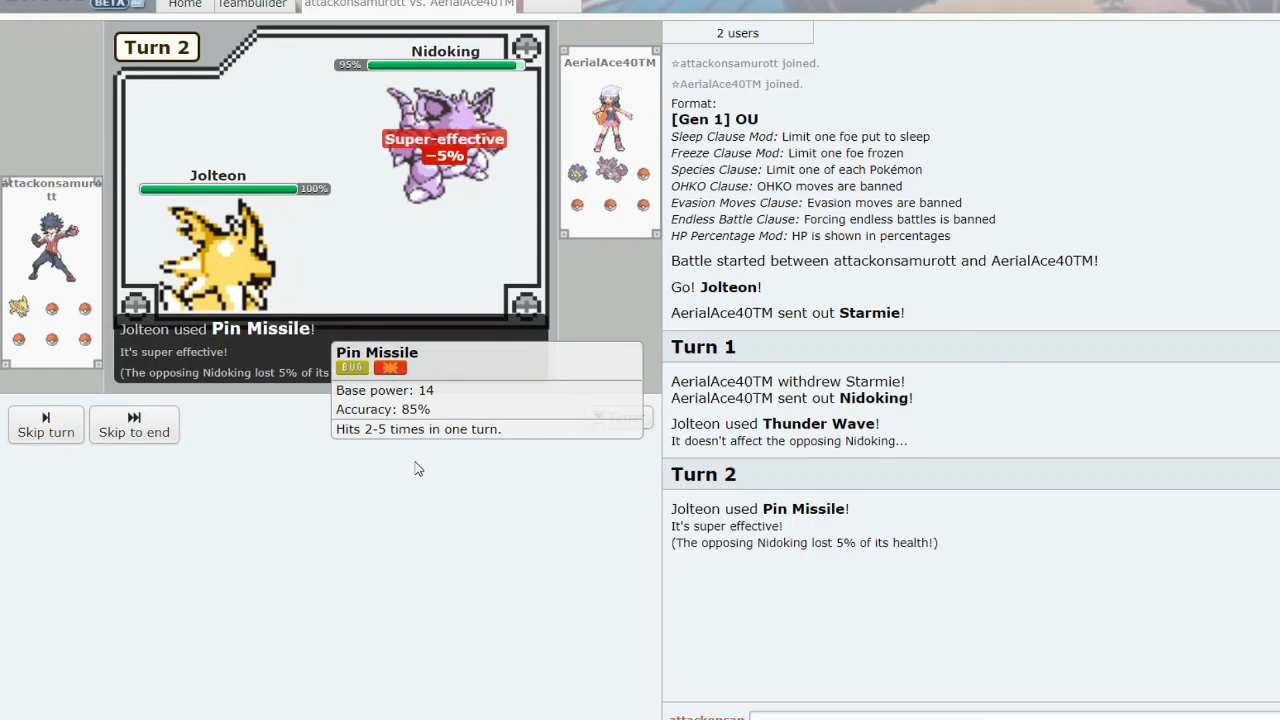 BETA
Home
Teambuilder
attackonsamurott vs. AerialAce40TM
Turn 2
Nidoking
95%
Super-effective
−5%
Jolteon
100%
attackonsamuro
tt
AerialAce40TM
Jolteon used Pin Missile!
It's super effective!
(The opposing Nidoking lost 5% of its
Pin Missile
BUG
Base power: 14
Accuracy: 85%
Hits 2-5 times in one turn.
Skip turn
Skip to end
2 users
☆attackonsamurott joined.
☆AerialAce40TM joined.
Format:
[Gen 1] OU
Sleep Clause Mod: Limit one foe put to sleep
Freeze Clause Mod: Limit one foe frozen
Species Clause: Limit one of each Pokémon
OHKO Clause: OHKO moves are banned
Evasion Moves Clause: Evasion moves are banned
Endless Battle Clause: Forcing endless battles is banned
HP Percentage Mod: HP is shown in percentages
Battle started between attackonsamurott and AerialAce40TM!
Go! Jolteon!
AerialAce40TM sent out Starmie!
Turn 1
AerialAce40TM withdrew Starmie!
AerialAce40TM sent out Nidoking!
Jolteon used Thunder Wave!
It doesn't affect the opposing Nidoking...
Turn 2
Jolteon used Pin Missile!
It's super effective!
(The opposing Nidoking lost 5% of its health!)